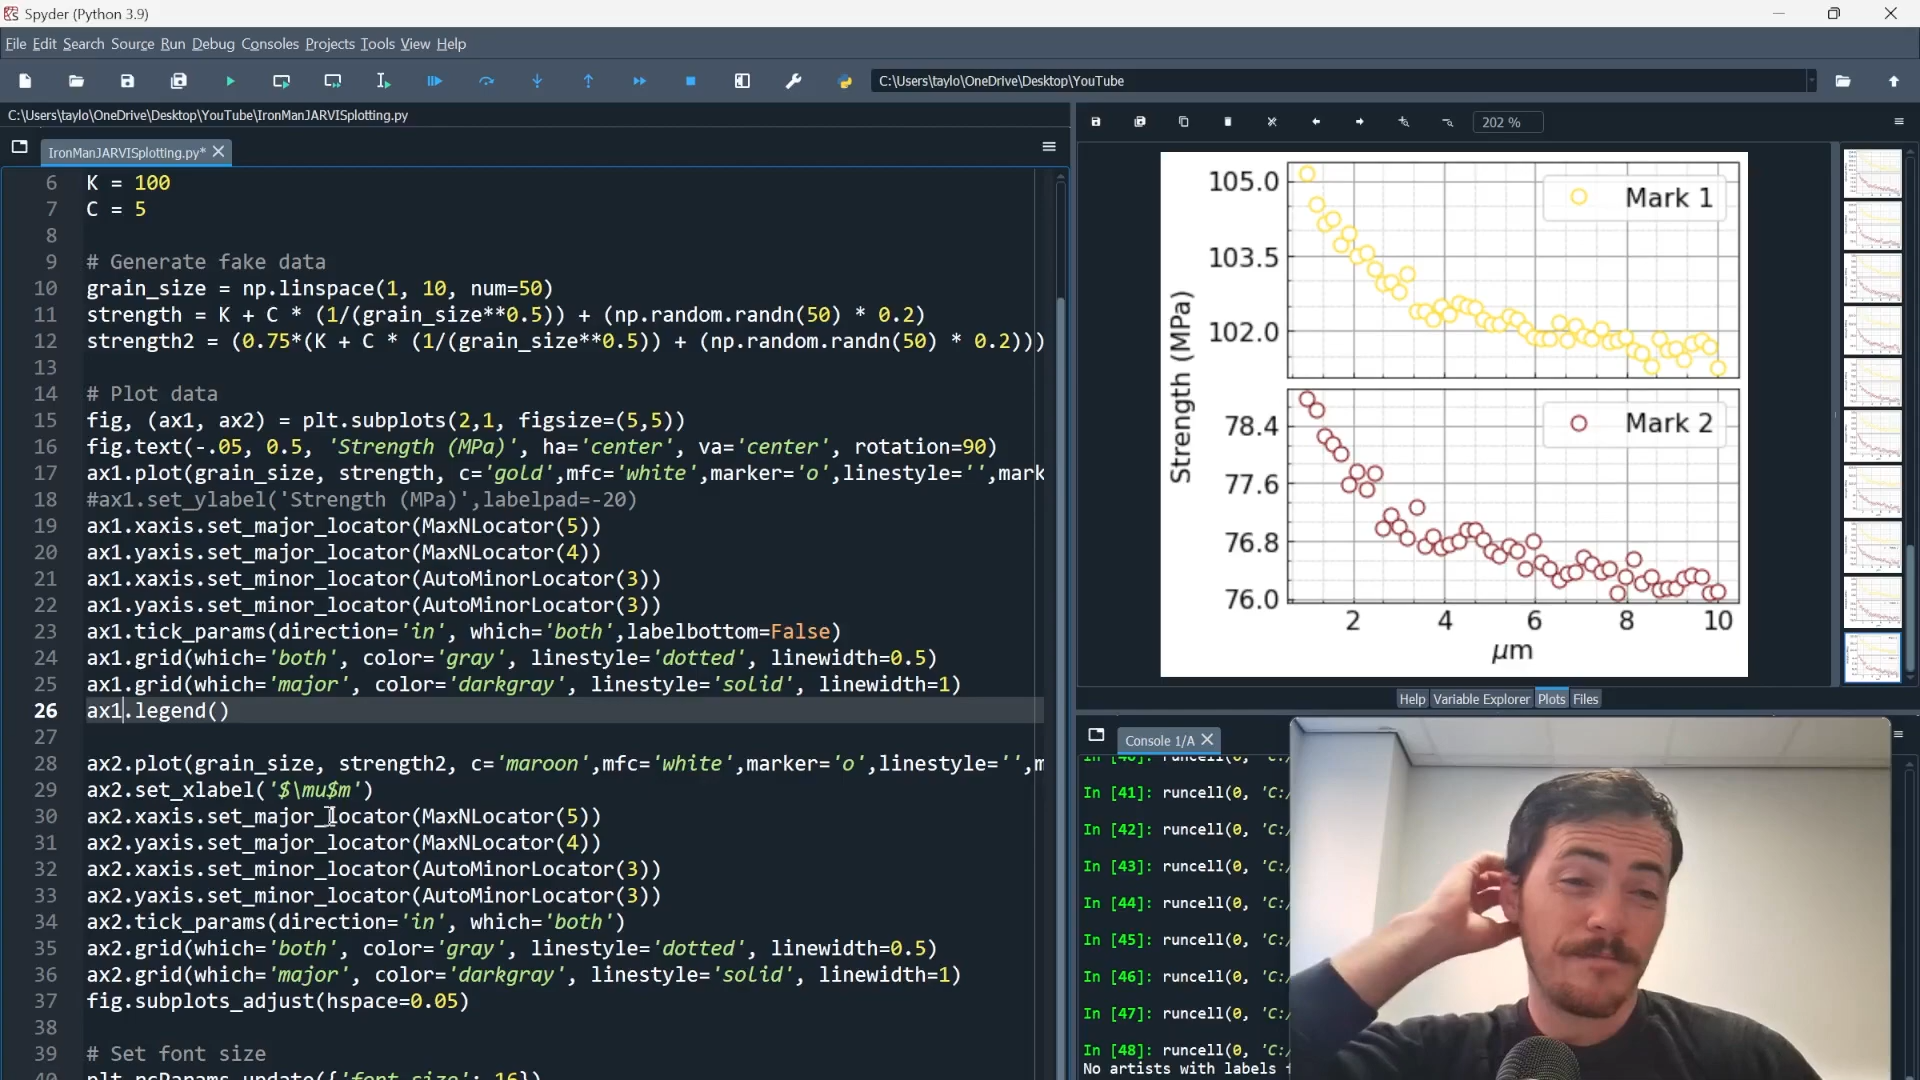 Spyder (Python 3.9)
File Edit Search Source Run Debug Consoles Projects Tools View Help
C:\Users\taylo\OneDrive\Desktop\YouTube
C:\Users\taylo\OneDrive\Desktop\YouTube\IronManJARVISplotting.py
IronManJARVISplotting.py*
6 K = 100
7 C = 5
8
9 # Generate fake data
10 grain_size = np.linspace(1, 10, num=50)
11 strength = K + C * (1/(grain_size**0.5)) + (np.random.randn(50) * 0.2)
12 strength2 = (0.75*(K + C * (1/(grain_size**0.5)) + (np.random.randn(50) * 0.2)))
13
14 # Plot data
15 fig, (ax1, ax2) = plt.subplots(2,1, figsize=(5,5))
16 fig.text(-.05, 0.5, 'Strength (MPa)', ha='center', va='center', rotation=90)
17 ax1.plot(grain_size, strength, c='gold',mfc='white',marker='o',linestyle='',mark
18 #ax1.set_ylabel('Strength (MPa)',labelpad=-20)
19 ax1.xaxis.set_major_locator(MaxNLocator(5))
20 ax1.yaxis.set_major_locator(MaxNLocator(4))
21 ax1.xaxis.set_minor_locator(AutoMinorLocator(3))
22 ax1.yaxis.set_minor_locator(AutoMinorLocator(3))
23 ax1.tick_params(direction='in', which='both',labelbottom=False)
24 ax1.grid(which='both', color='gray', linestyle='dotted', linewidth=0.5)
25 ax1.grid(which='major', color='darkgray', linestyle='solid', linewidth=1)
26 ax1.legend()
27
28 ax2.plot(grain_size, strength2, c='maroon',mfc='white',marker='o',linestyle='',m
29 ax2.set_xlabel('$\mu$m')
30 ax2.xaxis.set_major_locator(MaxNLocator(5))
31 ax2.yaxis.set_major_locator(MaxNLocator(4))
32 ax2.xaxis.set_minor_locator(AutoMinorLocator(3))
33 ax2.yaxis.set_minor_locator(AutoMinorLocator(3))
34 ax2.tick_params(direction='in', which='both')
35 ax2.grid(which='both', color='gray', linestyle='dotted', linewidth=0.5)
36 ax2.grid(which='major', color='darkgray', linestyle='solid', linewidth=1)
37 fig.subplots_adjust(hspace=0.05)
38
39 # Set font size
40 plt.rcParams.update({'font.size': 16})
202 %
105.0
103.5
102.0
Mark 1
Strength (MPa)
78.4
77.6
76.8
76.0
Mark 2
2 4 6 8 10
μm
Help Variable Explorer Plots Files
Console 1/A
In [40]: runcell(0, 'C:/
In [41]: runcell(0, 'C:/
In [42]: runcell(0, 'C:/
In [43]: runcell(0, 'C:/
In [44]: runcell(0, 'C:/
In [45]: runcell(0, 'C:/
In [46]: runcell(0, 'C:/
In [47]: runcell(0, 'C:/
In [48]: runcell(0, 'C:/
No artists with labels